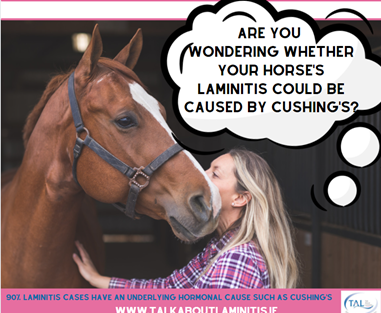 ARE YOU
WONDERING WHETHER
YOUR HORSE'S
LAMINITIS COULD BE
CAUSED BY CUSHING'S?
90% LAMINITIS CASES HAVE AN UNDERLYING HORMONAL CAUSE SUCH AS CUSHING'S
WWW.TALKABOUTLAMINITIS.IE
TAL